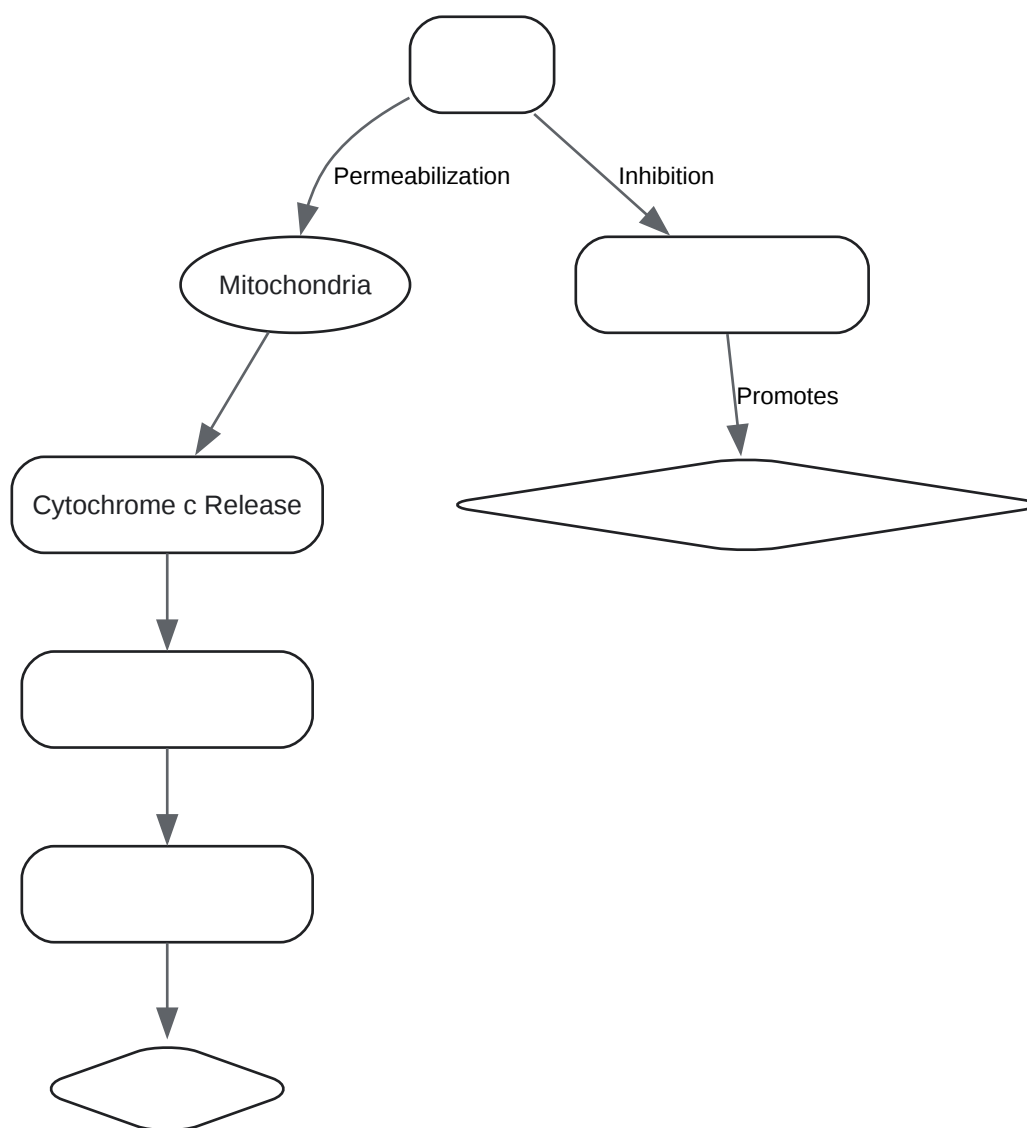 Permeabilization
Inhibition
Mitochondria
Promotes
Cytochrome c Release